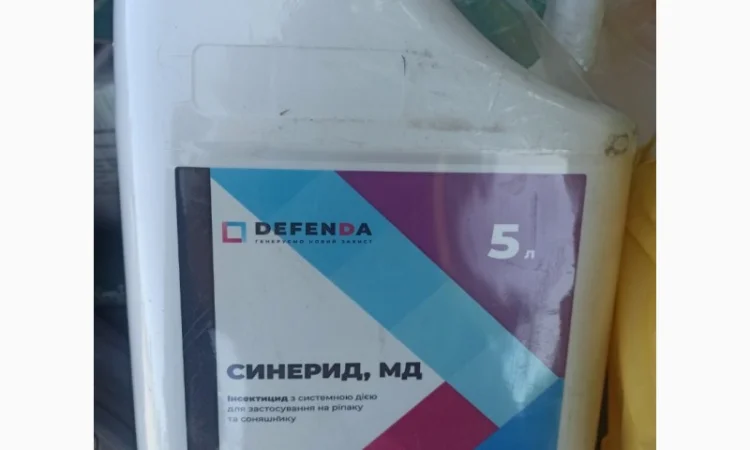 DEFENDA
ГЕНЕРУЄМО НОВИЙ ЗАХИСТ
5 л
СИНЕРИД, МД
Інсектицид з системною дією
для застосування на ріпаку
та соняшнику